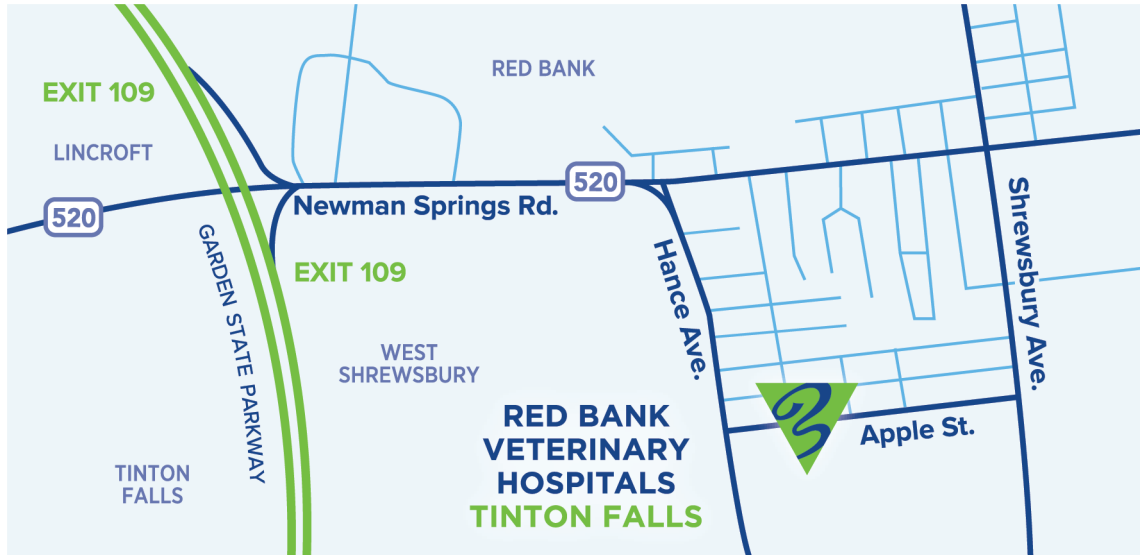 RED BANK
EXIT 109
LINCROFT
520
520
Newman Springs Rd.
Shrewsbury Ave.
GARDEN STATE PARKWAY
EXIT 109
Hance Ave.
WEST
SHREWSBURY
RED BANK
VETERINARY
HOSPITALS
TINTON FALLS
Apple St.
TINTON
FALLS